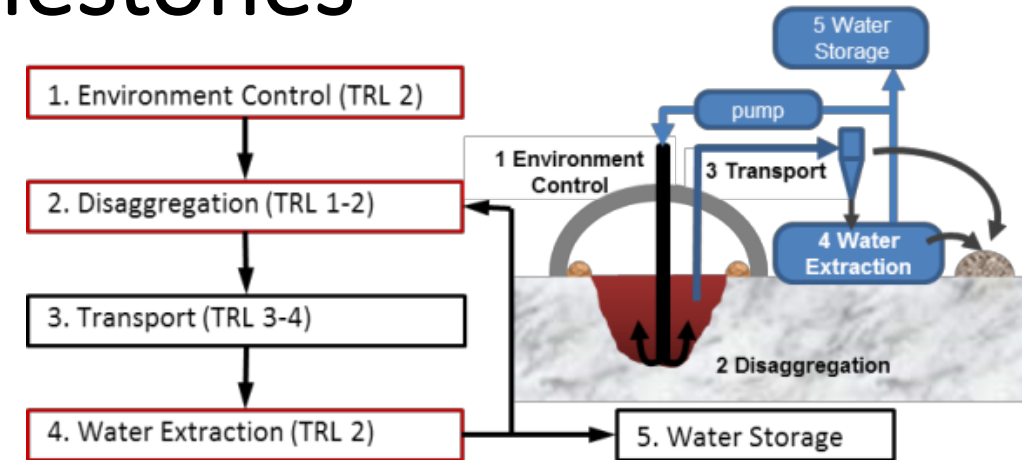 1. Environment Control (TRL 2)
2. Disaggregation (TRL 1-2)
3. Transport (TRL 3-4)
4. Water Extraction (TRL 2)
5. Water Storage
5 Water
Storage
pump
1 Environment
Control
3 Transport
4 Water
Extraction
2 Disaggregation